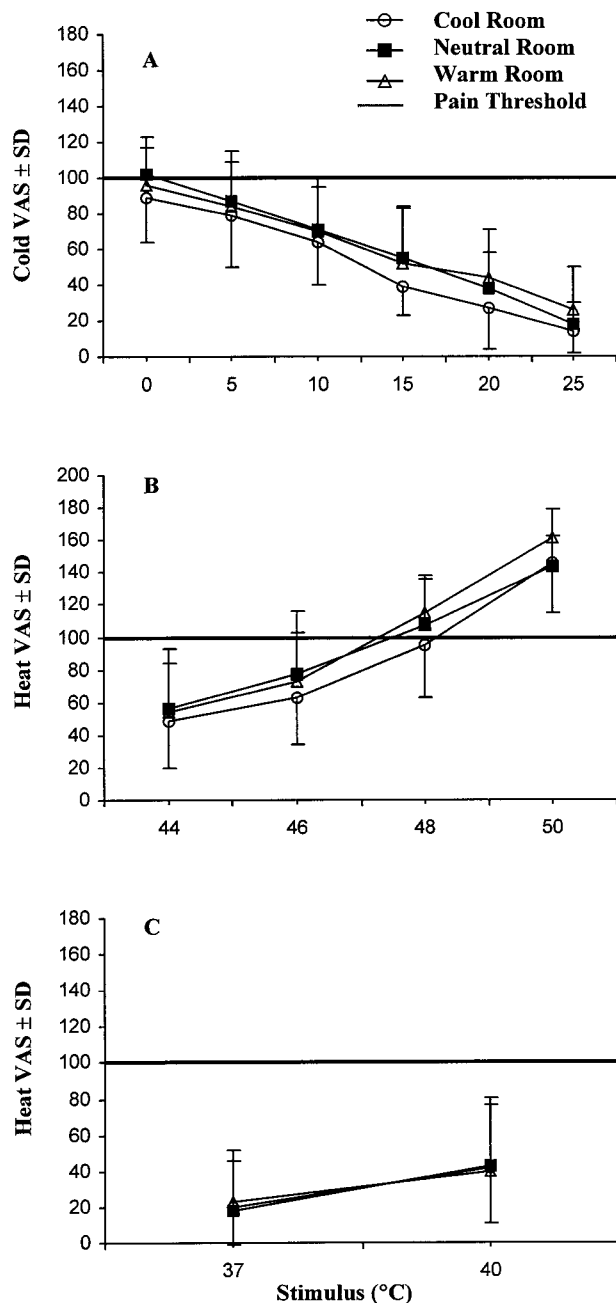 Cool Room
Neutral Room
Warm Room
Pain Threshold
A
Cold VAS ± SD
180
160
140
120
100
80
60
40
20
0
0 5 10 15 20 25
B
Heat VAS ± SD
200
180
160
140
120
100
80
60
40
20
0
44 46 48 50
C
Heat VAS ± SD
180
160
140
120
100
80
60
40
20
0
37 40
Stimulus (°C)